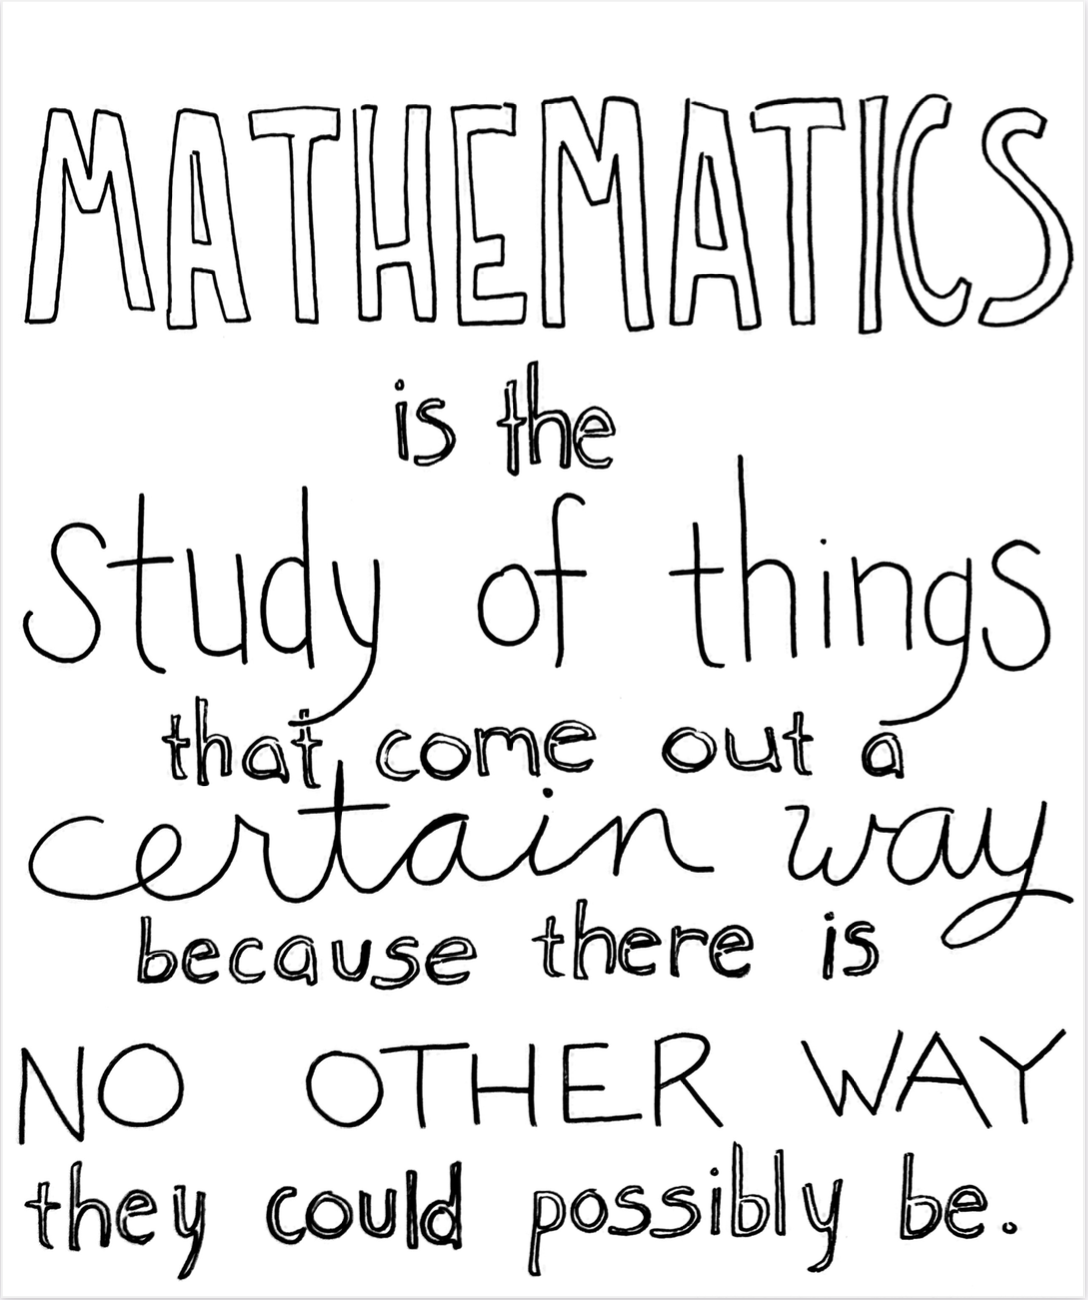 MATHEMATICS
is the
study of things
that come out a
certain way
because there is
NO OTHER WAY
they could possibly be.